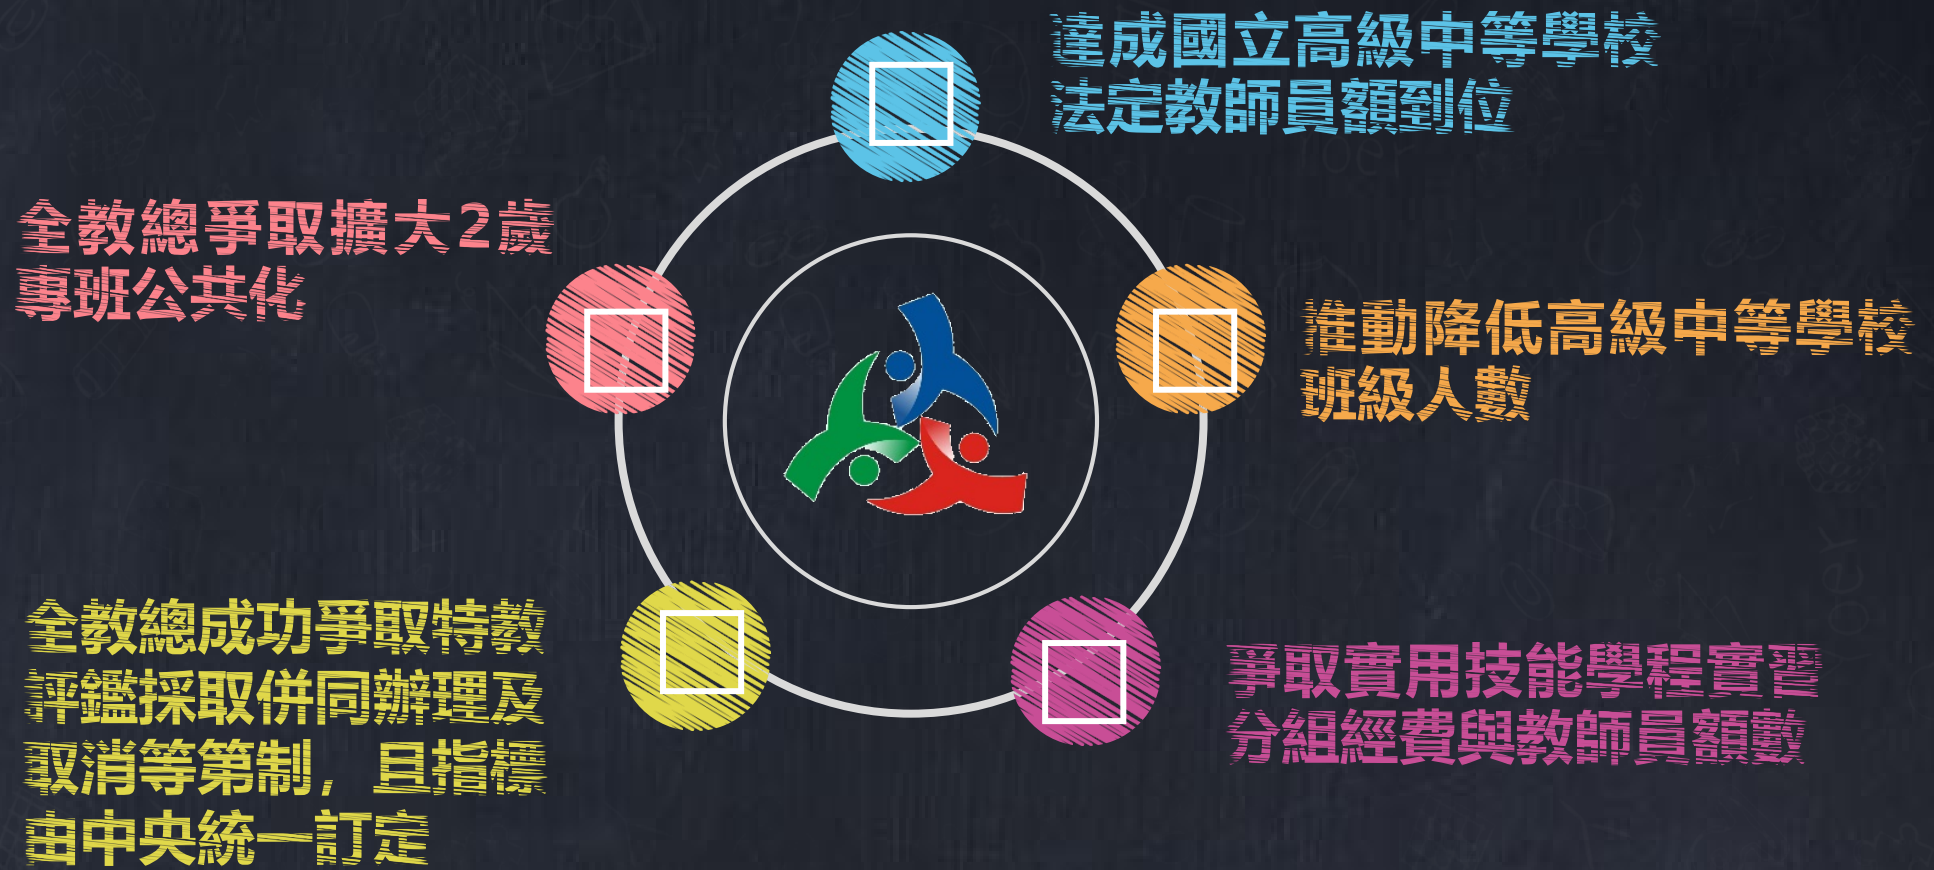 達成國立高級中等學校
法定教師員額到位
全教總爭取擴大2歲
專班公共化
推動降低高級中等學校
班級人數
全教總成功爭取特教
評鑑採取併同辦理及
取消等第制，且指標
由中央統一訂定
爭取實用技能學程實習
分組經費與教師員額數